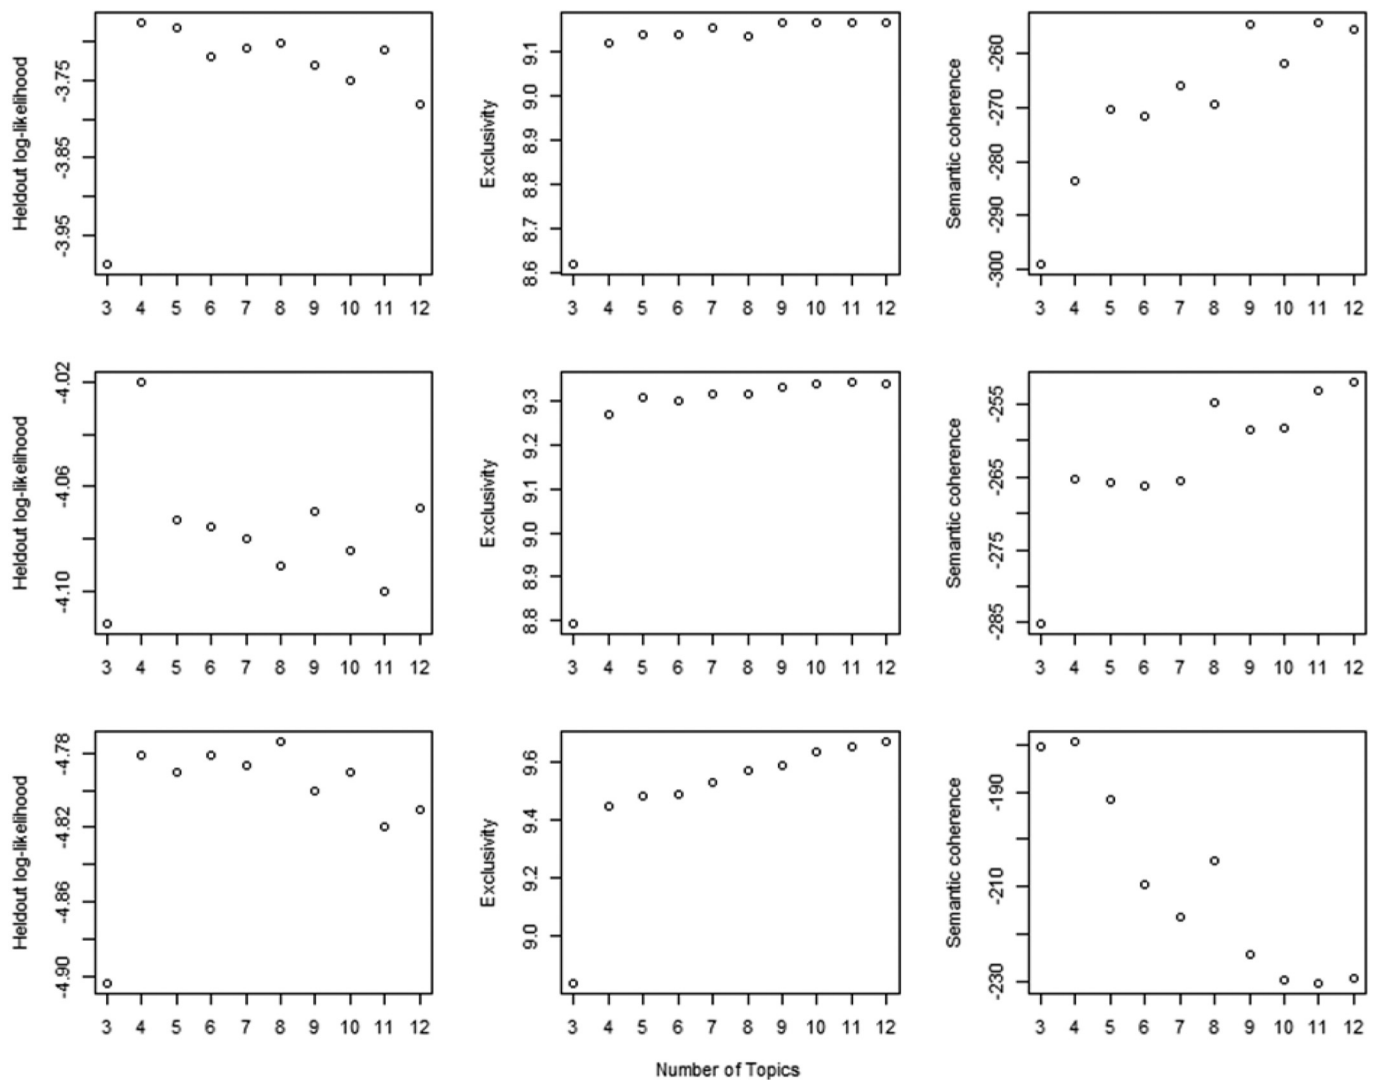 Heldout log-likelihood
-3.75
-3.85
-3.95
3 4 5 6 7 8 9 10 11 12
Exclusivity
9.1
9.0
8.9
8.8
8.7
8.6
3 4 5 6 7 8 9 10 11 12
Semantic coherence
-260
-270
-280
-290
-300
3 4 5 6 7 8 9 10 11 12
Heldout log-likelihood
-4.02
-4.06
-4.10
3 4 5 6 7 8 9 10 11 12
Exclusivity
9.3
9.2
9.1
9.0
8.9
8.8
3 4 5 6 7 8 9 10 11 12
Semantic coherence
-255
-265
-275
-285
3 4 5 6 7 8 9 10 11 12
Heldout log-likelihood
-4.78
-4.82
-4.86
-4.90
3 4 5 6 7 8 9 10 11 12
Exclusivity
9.6
9.4
9.2
9.0
3 4 5 6 7 8 9 10 11 12
Semantic coherence
-190
-210
-230
3 4 5 6 7 8 9 10 11 12
Number of Topics